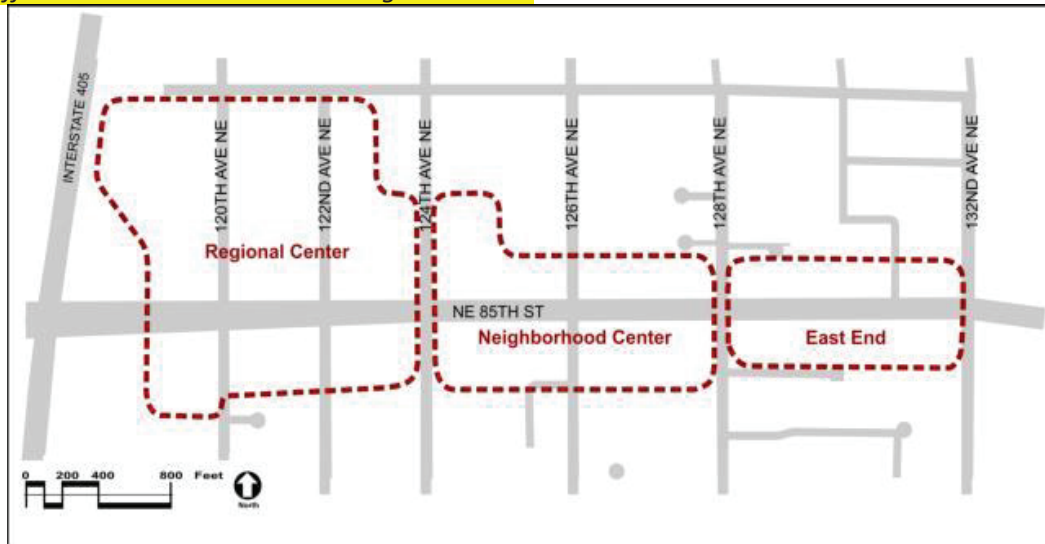 INTERSTATE 405
120TH AVE NE
122ND AVE NE
124TH AVE NE
126TH AVE NE
128TH AVE NE
132ND AVE NE
Regional Center
NE 85TH ST
Neighborhood Center
East End
0 200 400 800 Feet
North